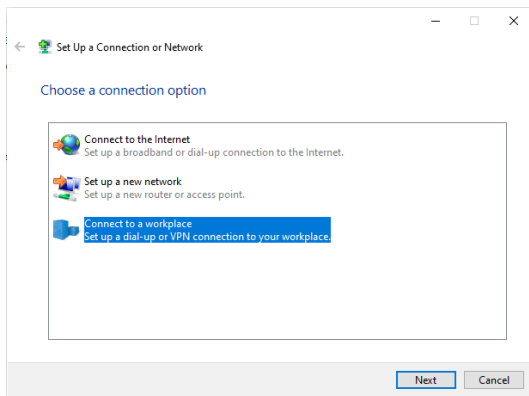 Set Up a Connection or Network
Choose a connection option
Connect to the Internet
Set up a broadband or dial-up connection to the Internet.
Set up a new network
Set up a new router or access point.
Connect to a workplace
Set up a dial-up or VPN connection to your workplace.
Next Cancel